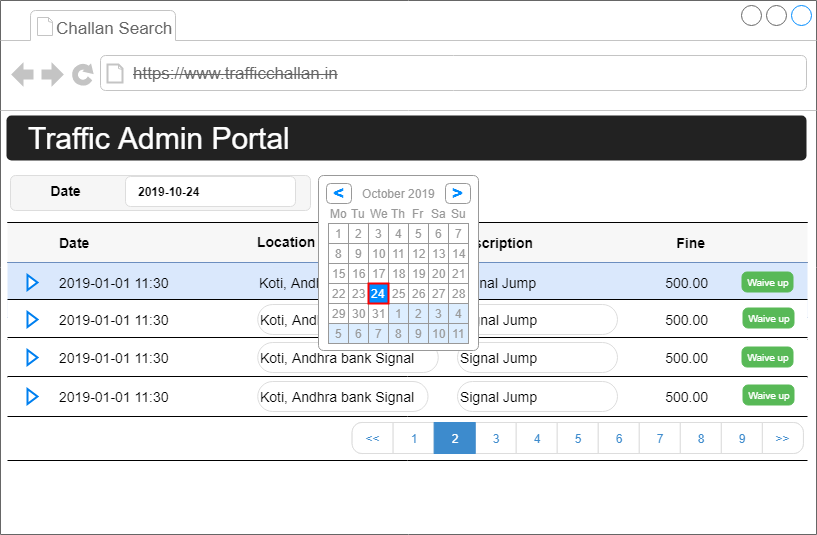 Challan Search
https://www.trafficchallan.in
Traffic Admin Portal
Date 2019-10-24
< October 2019 >
Mo Tu We Th Fr Sa Su
1 2 3 4 5 6 7
8 9 10 11 12 13 14
15 16 17 18 19 20 21
22 23 24 25 26 27 28
29 30 31 1 2 3 4
5 6 7 8 9 10 11
Date Location scription Fine
2019-01-01 11:30 Koti, Andh nal Jump 500.00 Waive up
2019-01-01 11:30 Koti, And Signal Jump 500.00 Waive up
2019-01-01 11:30 Koti, Andhra bank Signal Signal Jump 500.00 Waive up
2019-01-01 11:30 Koti, Andhra bank Signal Signal Jump 500.00 Waive up
<< 1 2 3 4 5 6 7 8 9 >>